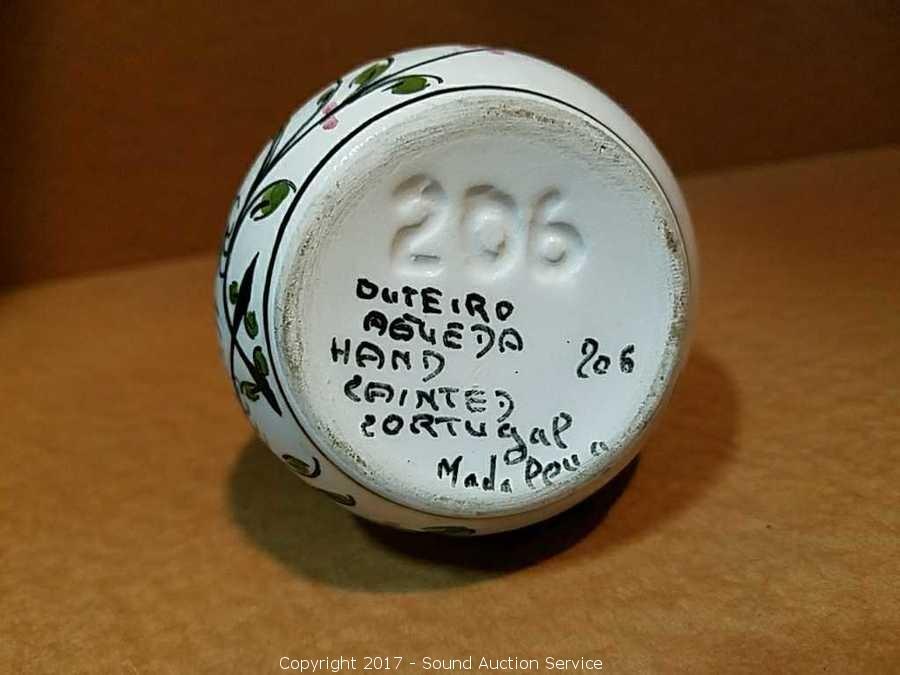 206
OUTEIRO
AGUEDA
HAND 206
PAINTED
PORTUgal
Copyright 2017 - Sound Auction Service